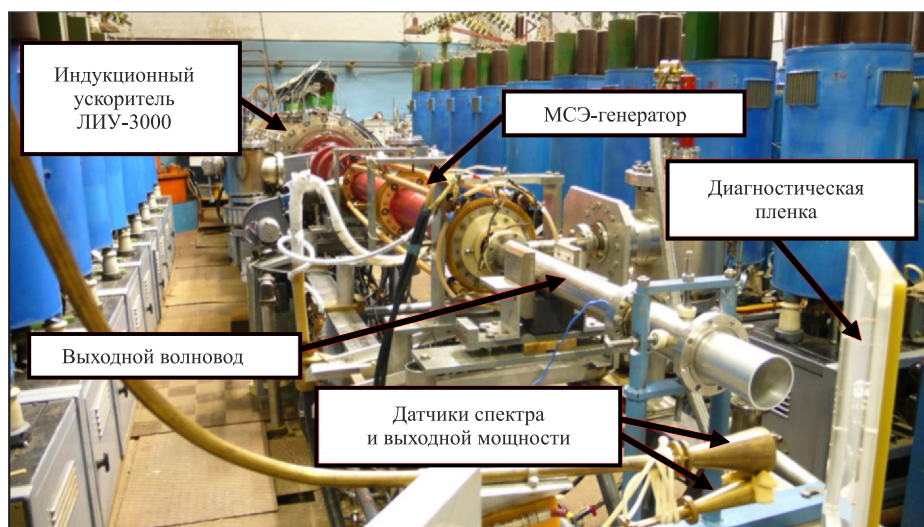 Индукционный
ускоритель
ЛИУ-3000
МСЭ-генератор
Диагностическая
пленка
Выходной волновод
Датчики спектра
и выходной мощности